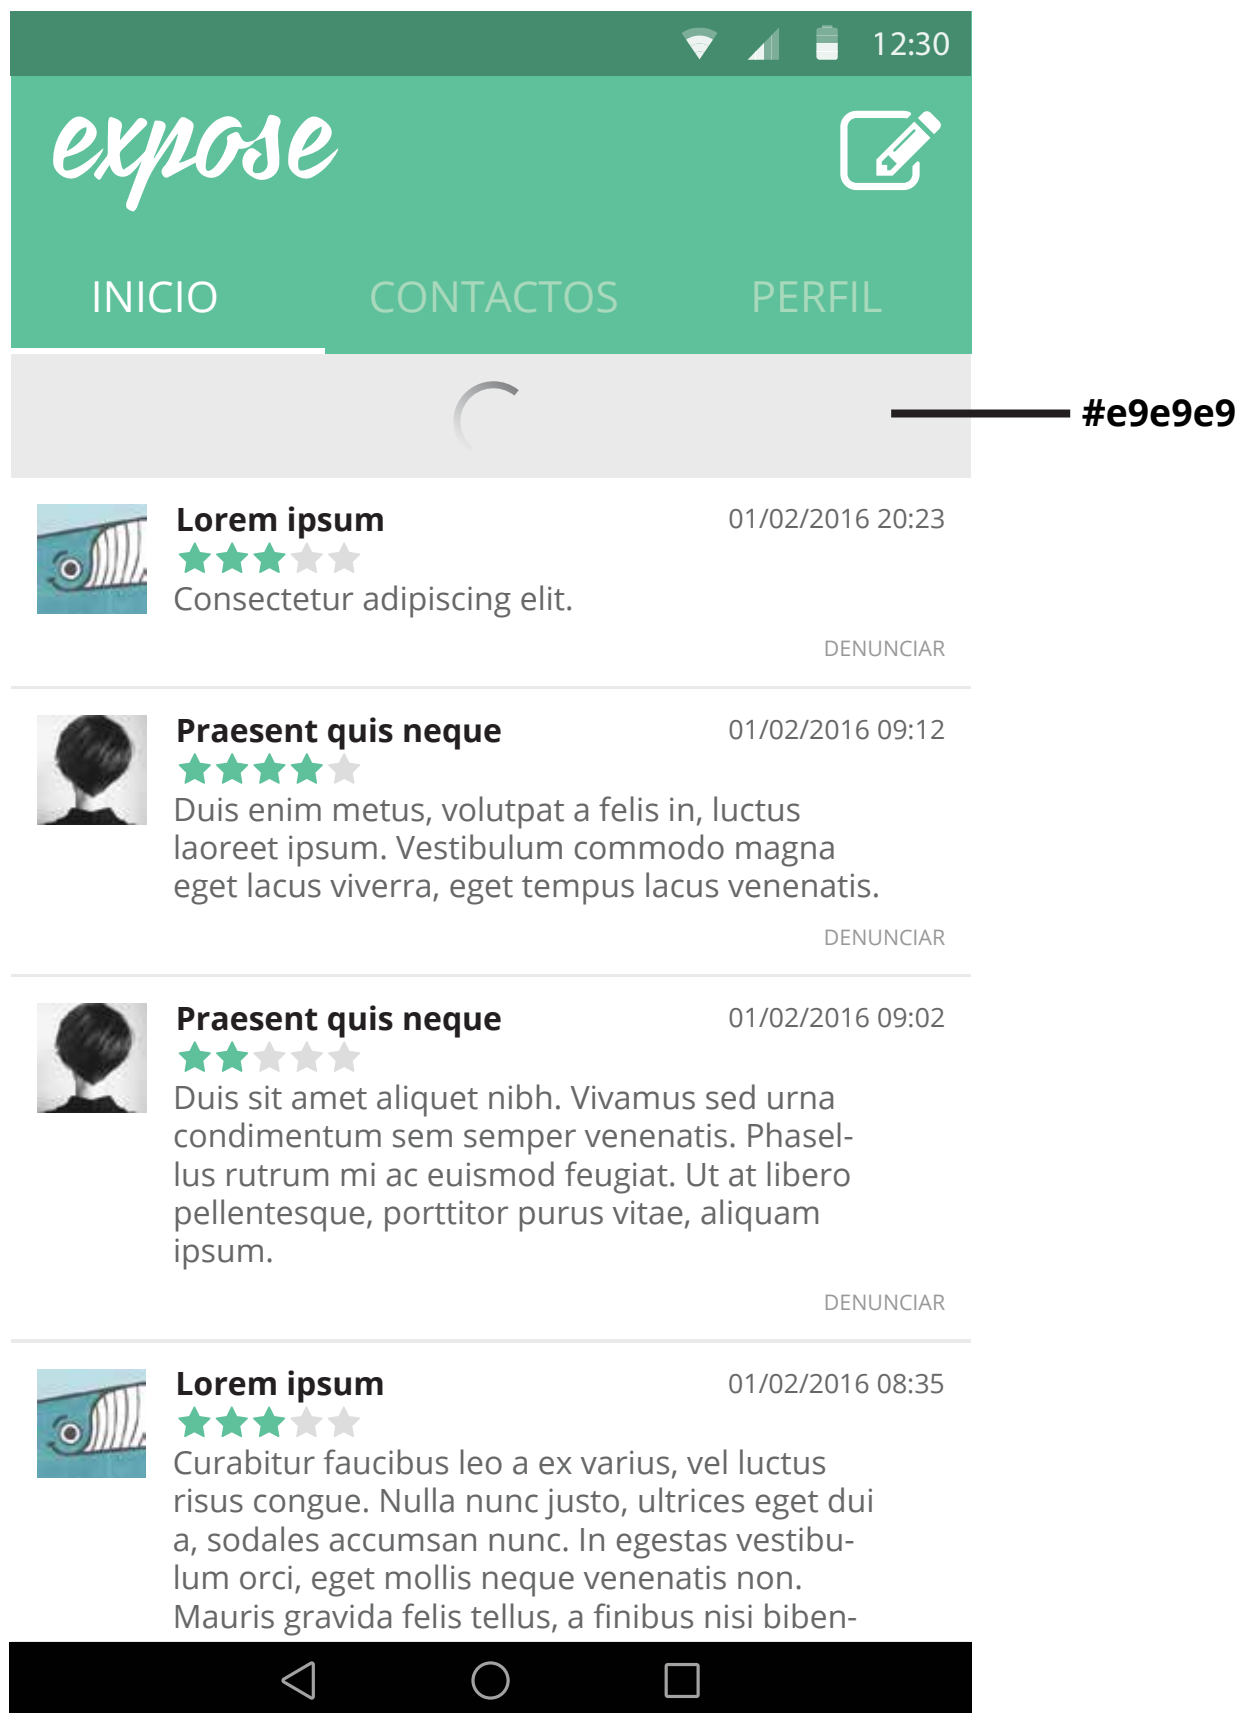 12:30
expose
INICIO CONTACTOS PERFIL
#e9e9e9
Lorem ipsum 01/02/2016 20:23
Consectetur adipiscing elit.
DENUNCIAR
Praesent quis neque 01/02/2016 09:12
Duis enim metus, volutpat a felis in, luctus
laoreet ipsum. Vestibulum commodo magna
eget lacus viverra, eget tempus lacus venenatis.
DENUNCIAR
Praesent quis neque 01/02/2016 09:02
Duis sit amet aliquet nibh. Vivamus sed urna
condimentum sem semper venenatis. Phasel-
lus rutrum mi ac euismod feugiat. Ut at libero
pellentesque, porttitor purus vitae, aliquam
ipsum.
DENUNCIAR
Lorem ipsum 01/02/2016 08:35
Curabitur faucibus leo a ex varius, vel luctus
risus congue. Nulla nunc justo, ultrices eget dui
a, sodales accumsan nunc. In egestas vestibu-
lum orci, eget mollis neque venenatis non.
Mauris gravida felis tellus, a finibus nisi biben-